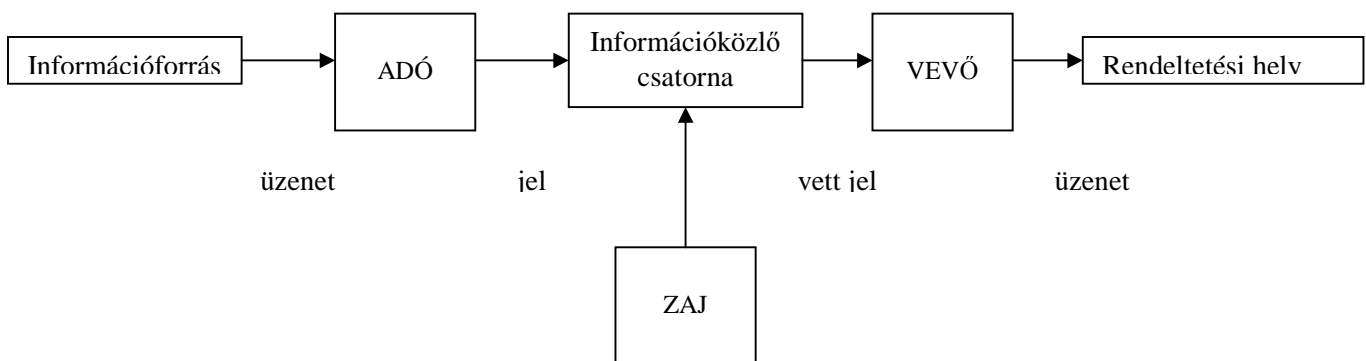 Információforrás
ADÓ
Információközlő
csatorna
VEVŐ
Rendeltetési hely
üzenet
jel
vett jel
üzenet
ZAJ